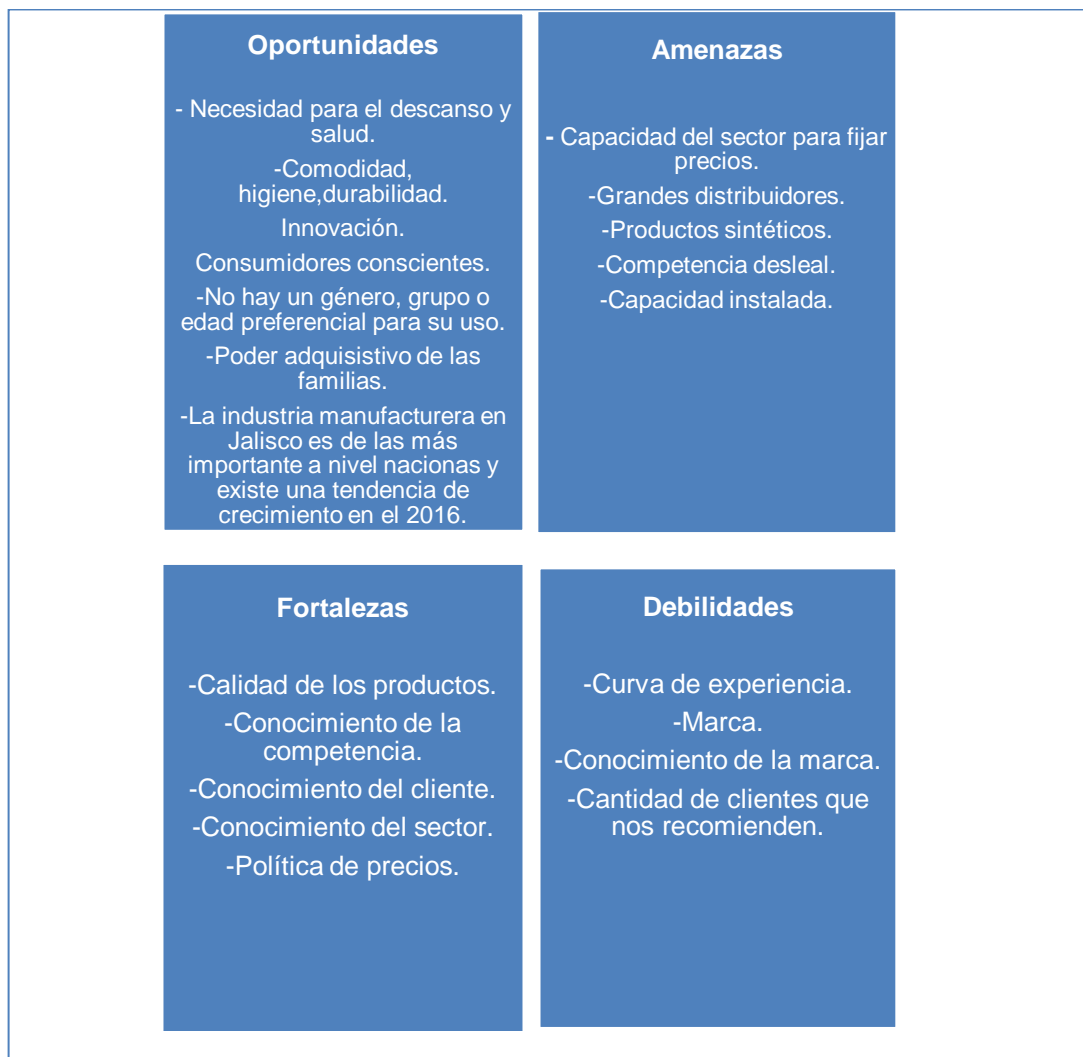 Oportunidades
- Necesidad para el descanso y
salud.
-Comodidad,
higiene,durabilidad.
Innovación.
Consumidores conscientes.
-No hay un género, grupo o
edad preferencial para su uso.
-Poder adquisistivo de las
familias.
-La industria manufacturera en
Jalisco es de las más
importante a nivel nacionas y
existe una tendencia de
crecimiento en el 2016.
Amenazas
- Capacidad del sector para fijar
precios.
-Grandes distribuidores.
-Productos sintéticos.
-Competencia desleal.
-Capacidad instalada.
Fortalezas
-Calidad de los productos.
-Conocimiento de la
competencia.
-Conocimiento del cliente.
-Conocimiento del sector.
-Política de precios.
Debilidades
-Curva de experiencia.
-Marca.
-Conocimiento de la marca.
-Cantidad de clientes que
nos recomienden.